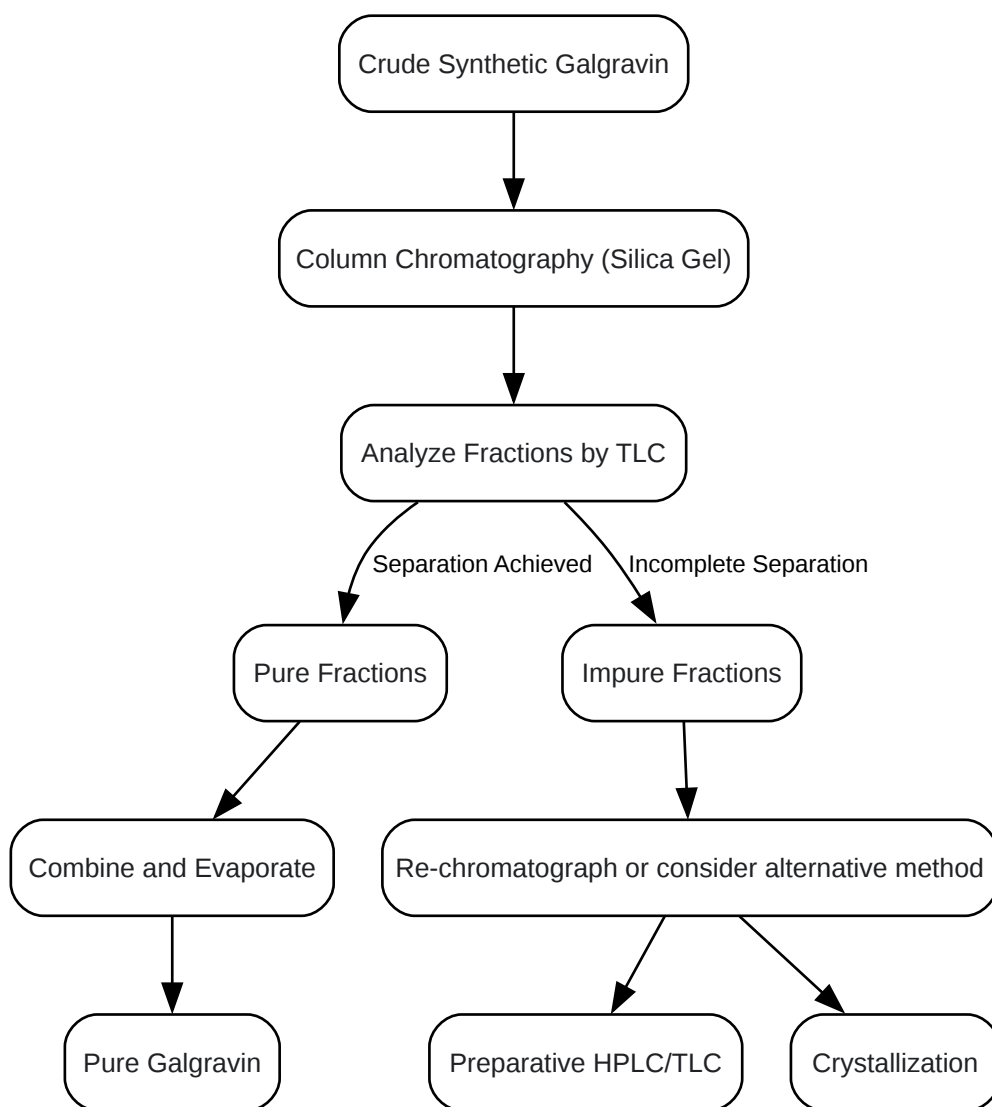 Crude Synthetic Galgravin
Column Chromatography (Silica Gel)
Analyze Fractions by TLC
Separation Achieved
Incomplete Separation
Pure Fractions
Impure Fractions
Combine and Evaporate
Re-chromatograph or consider alternative method
Pure Galgravin
Preparative HPLC/TLC
Crystallization